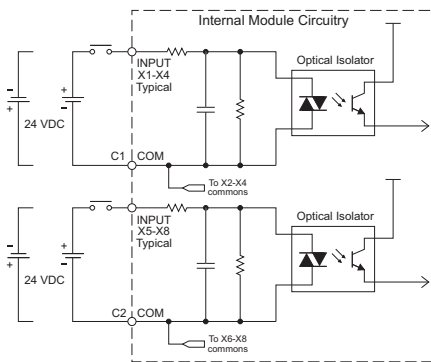 Internal Module Circuitry
Optical Isolator
INPUT
X1-X4
Typical
- +
+ -
24 VDC
C1 COM
To X2-X4
commons
Optical Isolator
INPUT
X5-X8
Typical
- +
+ -
24 VDC
C2 COM
To X6-X8
commons